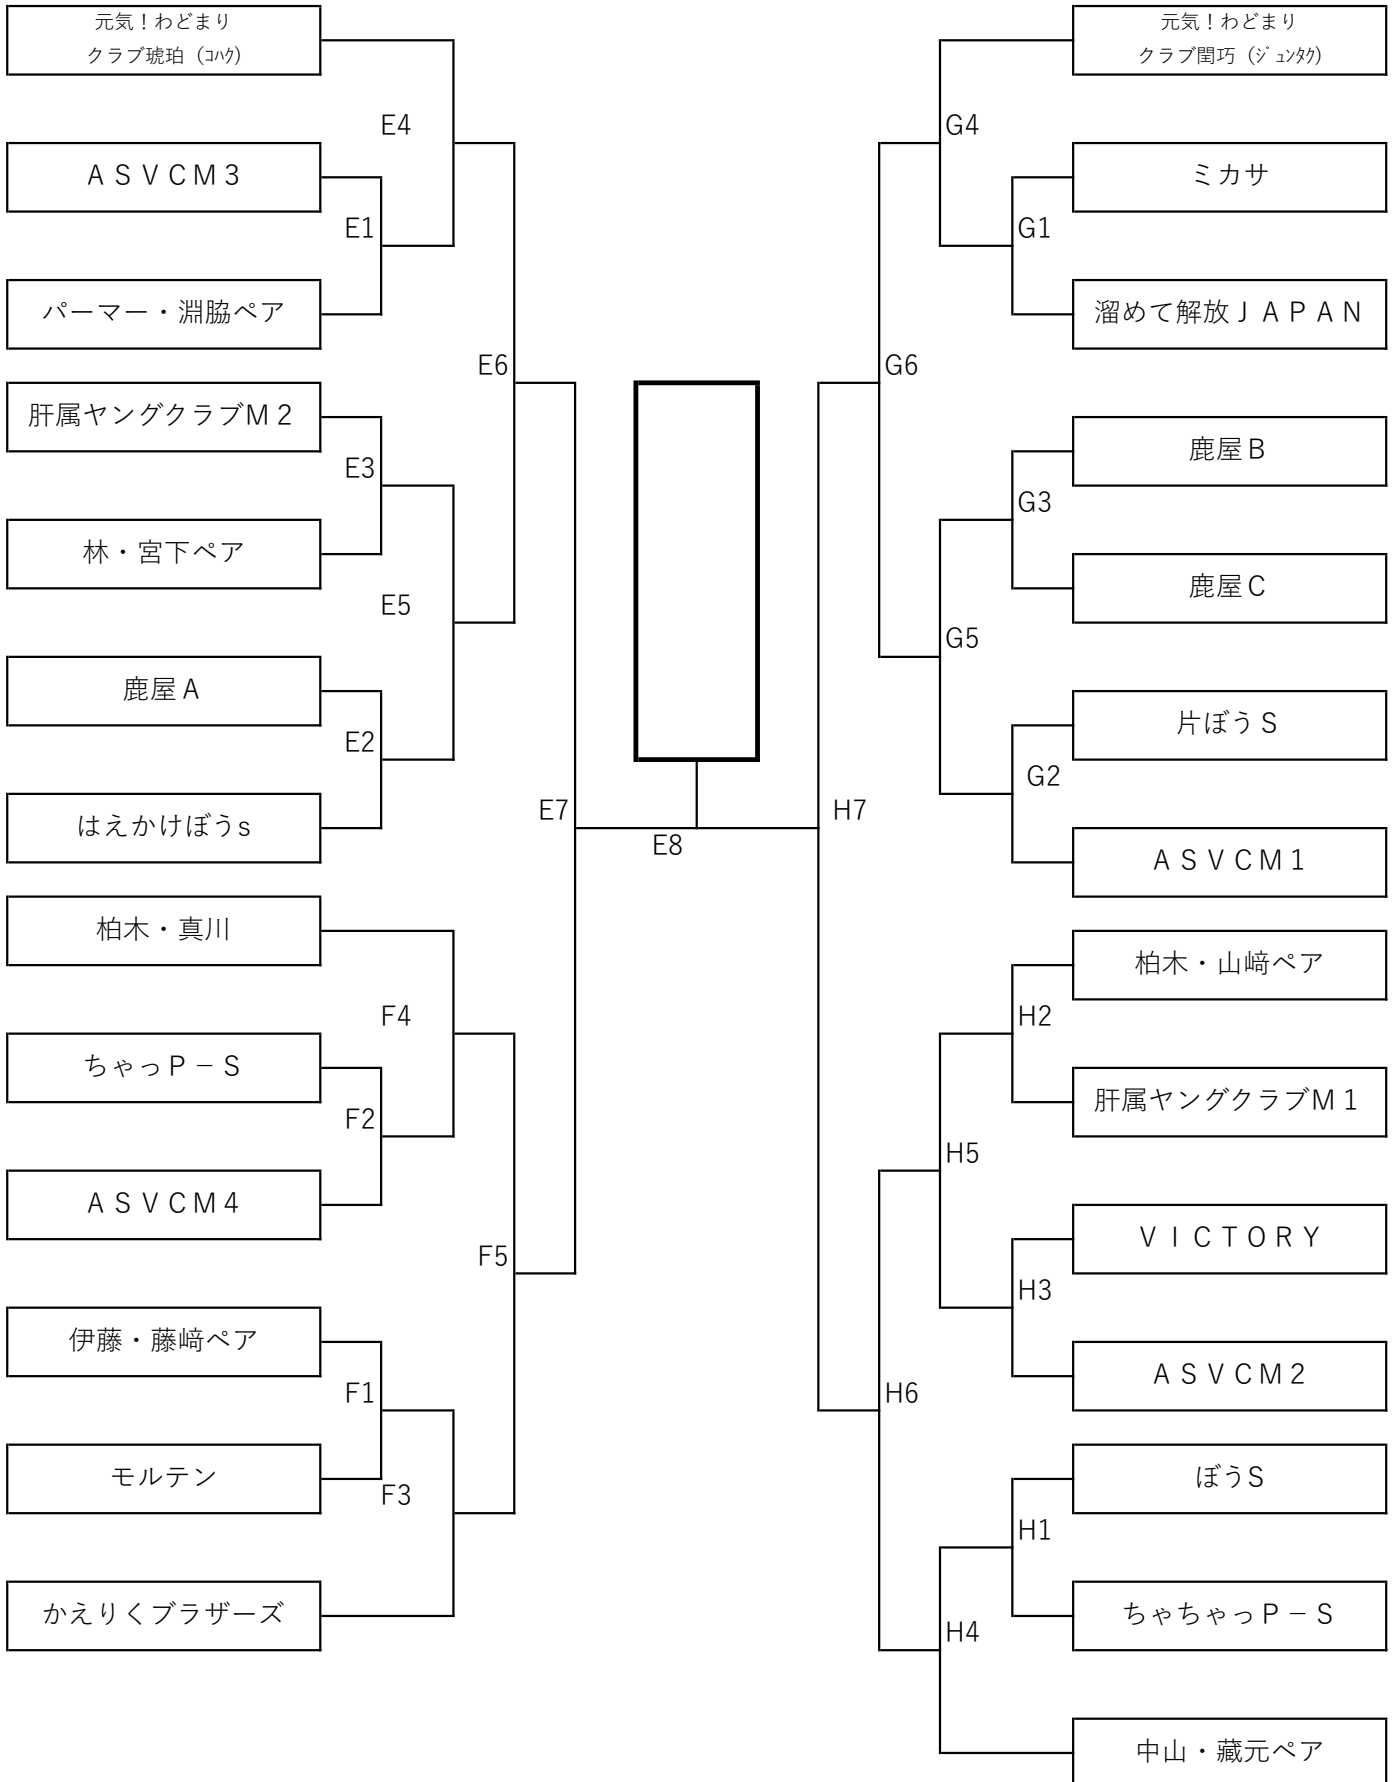 元気！わどまり
クラブ琥珀（ｺﾊｸ）
元気！わどまり
クラブ閏巧（ｼﾞｭﾝﾀｸ）
E4
G4
ＡＳＶＣＭ３
ミカサ
E1
G1
パーマー・淵脇ペア
溜めて解放ＪＡＰＡＮ
E6
G6
肝属ヤングクラブＭ２
鹿屋Ｂ
E3
G3
林・宮下ペア
鹿屋Ｃ
E5
G5
鹿屋Ａ
片ぼうＳ
E2
G2
はえかけぼうs
E7
H7
E8
ＡＳＶＣＭ１
柏木・真川
柏木・山﨑ペア
F4
H2
ちゃっＰ－Ｓ
肝属ヤングクラブＭ１
F2
H5
ＡＳＶＣＭ４
ＶＩＣＴＯＲＹ
F5
H3
伊藤・藤﨑ペア
ＡＳＶＣＭ２
F1
H6
モルテン
ぼうS
F3
H1
かえりくブラザーズ
ちゃちゃっＰ－Ｓ
H4
中山・藏元ペア